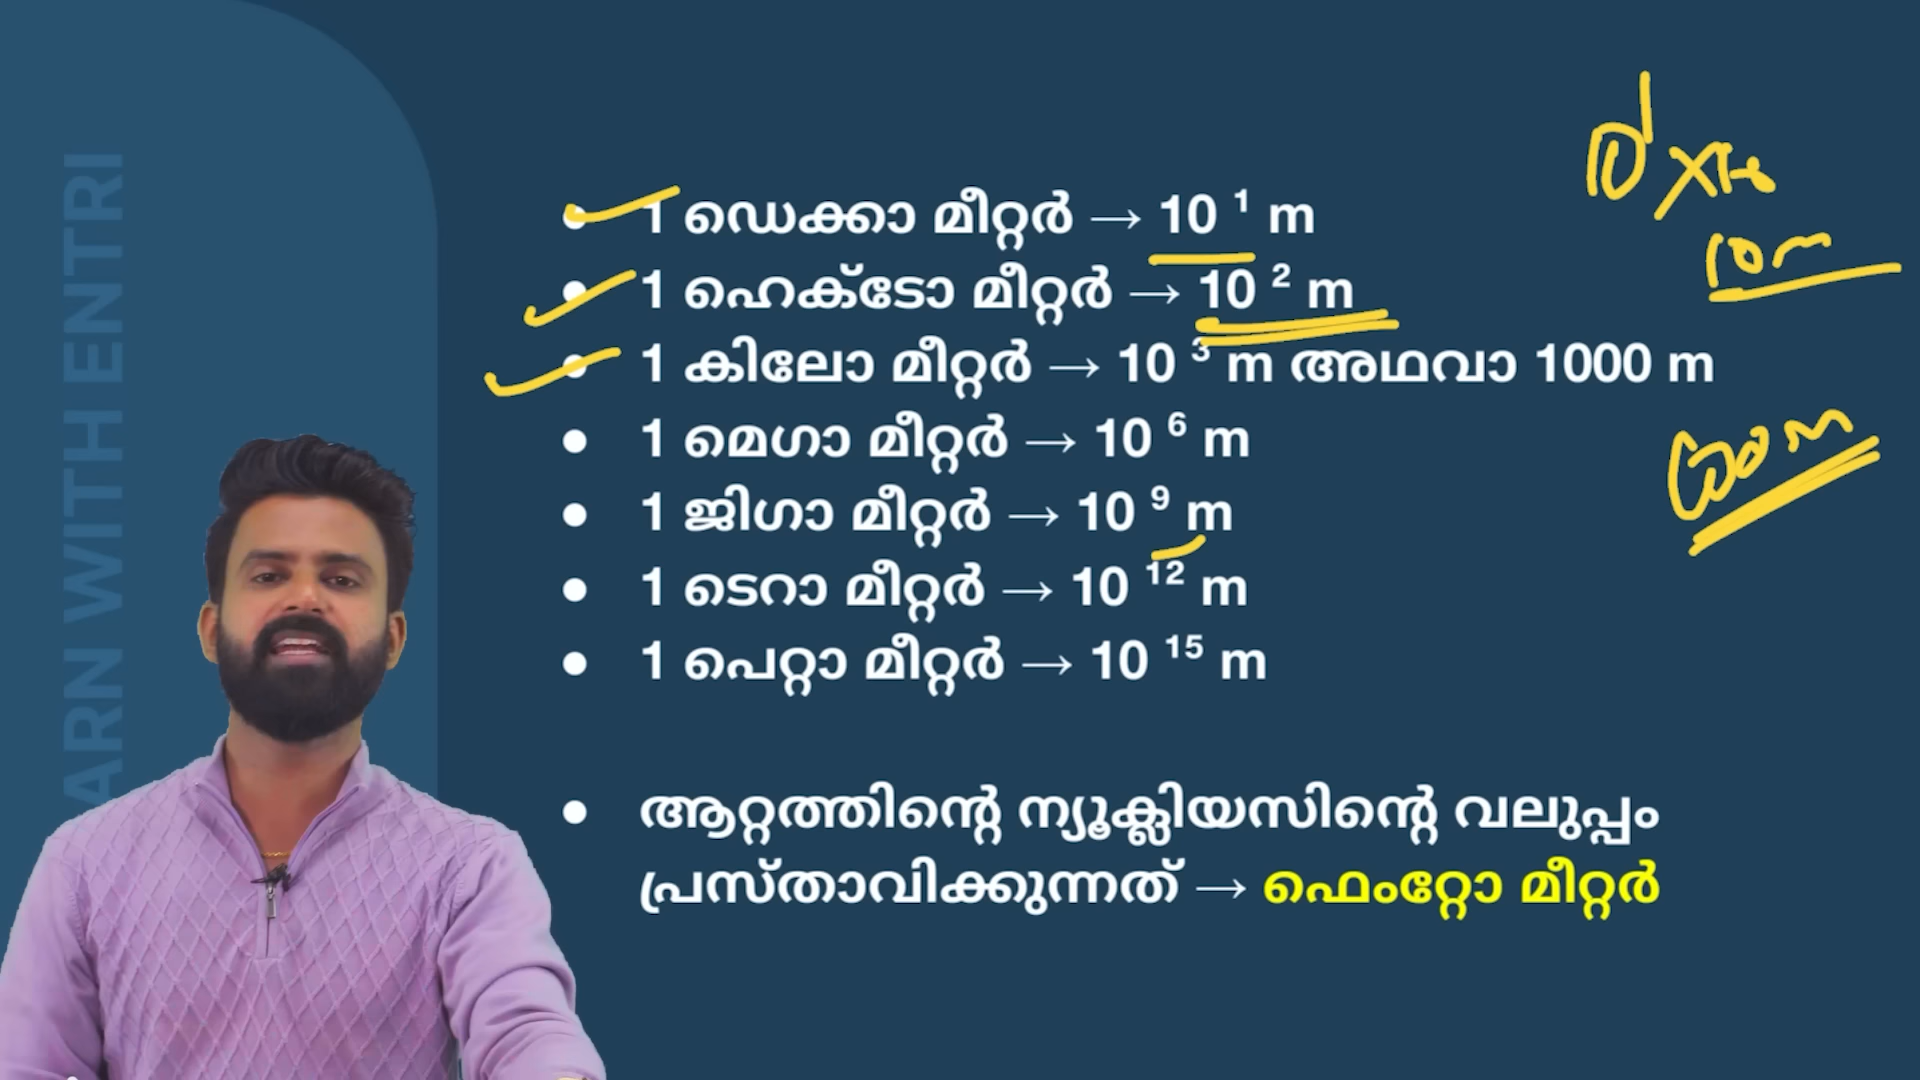 ARN WITH ENTRI
1 ഡെക്കാ മീറ്റർ → 10 ¹ m
1 ഹെക്ടോ മീറ്റർ → 10 ² m
1 കിലോ മീറ്റർ → 10 ³ m അഥവാ 1000 m
1 മെഗാ മീറ്റർ → 10 ⁶ m
1 ജിഗാ മീറ്റർ → 10 ⁹ m
1 ടെറാ മീറ്റർ → 10 ¹² m
1 പെറ്റാ മീറ്റർ → 10 ¹⁵ m
ആറ്റത്തിന്റെ ന്യൂക്ലിയസിന്റെ വലുപ്പം
പ്രസ്താവിക്കുന്നത് → ഫെംറ്റോ മീറ്റർ
10m